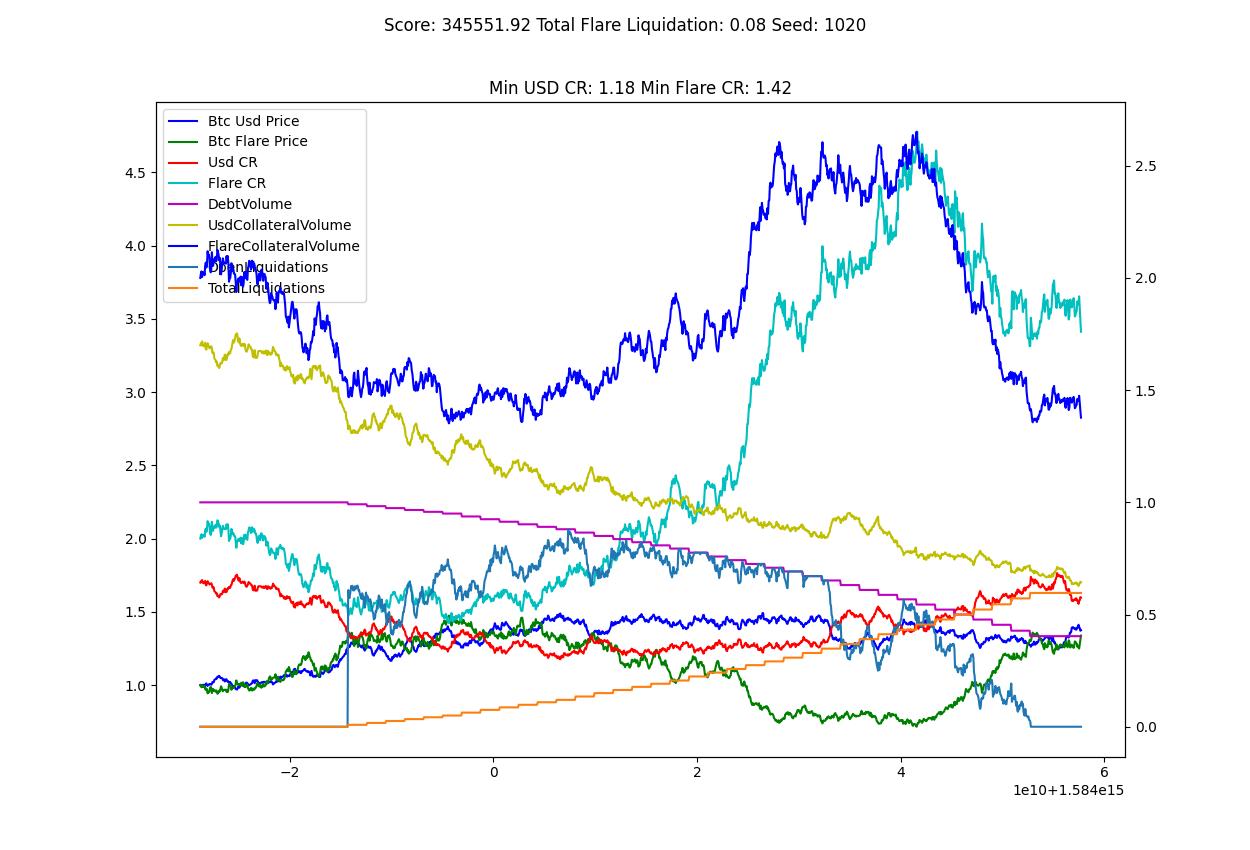 Score: 345551.92 Total Flare Liquidation: 0.08 Seed: 1020
Min USD CR: 1.18 Min Flare CR: 1.42
Btc Usd Price
Btc Flare Price
Usd CR
Flare CR
DebtVolume
UsdCollateralVolume
FlareCollateralVolume
OpenLiquidations
TotalLiquidations
4.5
4.0
3.5
3.0
2.5
2.0
1.5
1.0
2.5
2.0
1.5
1.0
0.5
0.0
−2
0
2
4
6
1e10+1.584e15